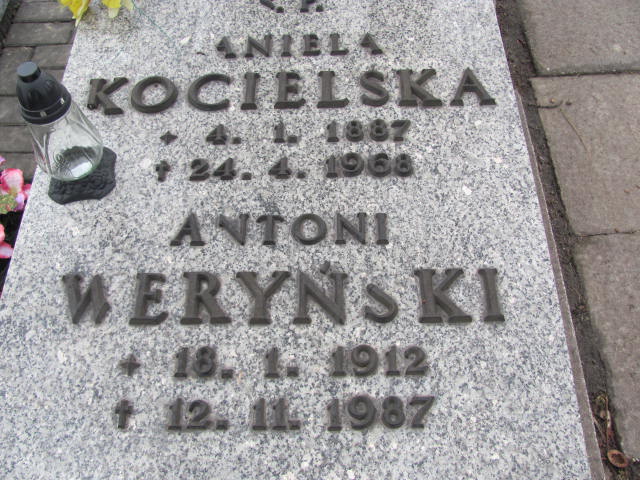 Ś. P.
ANIELA
KOCIELSKA
* 4. 1. 1887
† 24. 4. 1968
ANTONI
WERYŃSKI
* 18. 1. 1912
† 12. 11. 1987